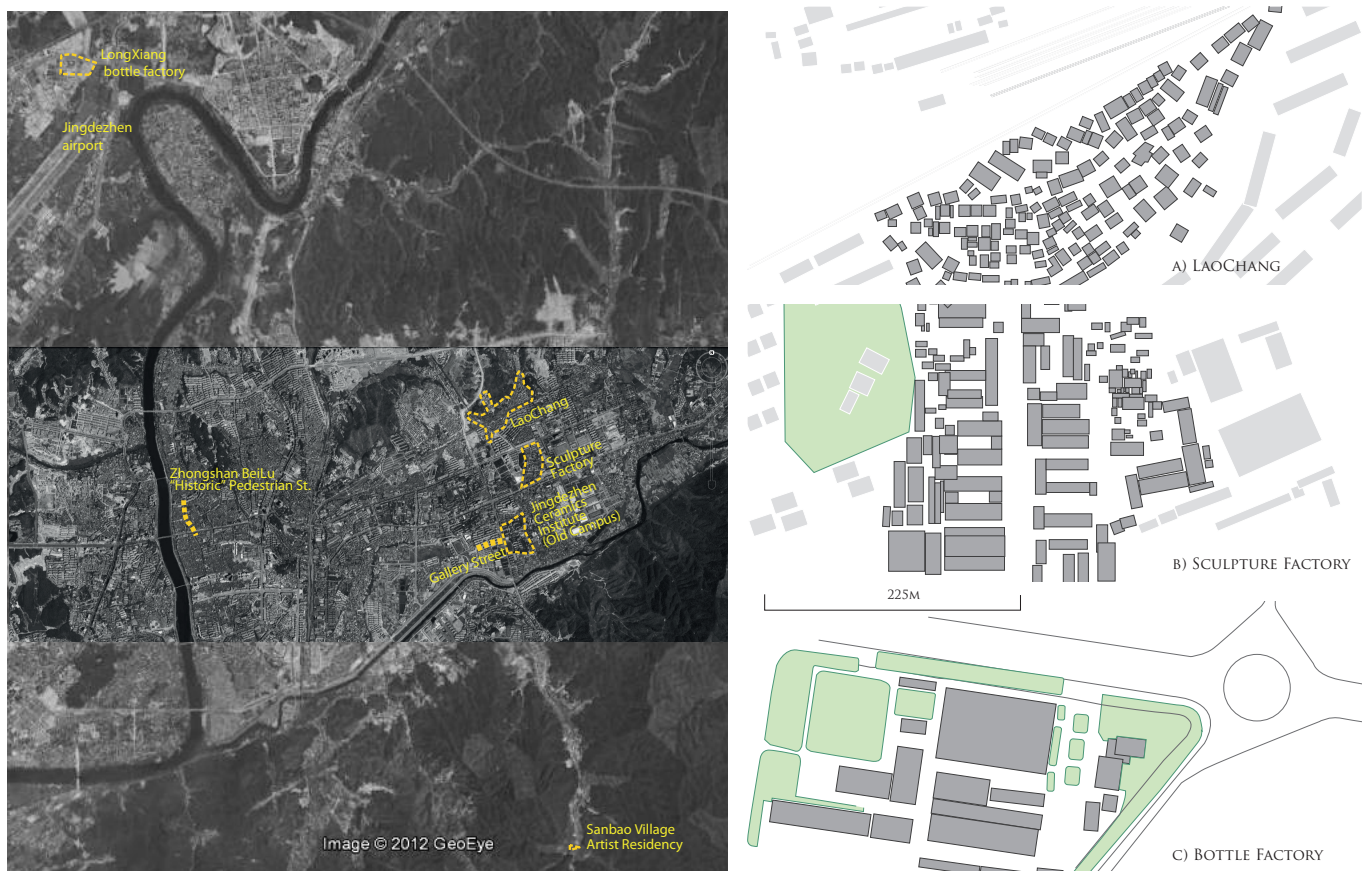 LongXiang
bottle factory
Jingdezhen
airport
LaoChang
Sculpture
Factory
Zhongshan BeiLu
"Historic" Pedestrian St.
Jingdezhen
Ceramics
Institute
(Old Campus)
Gallery Street
Image © 2012 GeoEye
Sanbao Village
Artist Residency
A) LaoChang
B) Sculpture Factory
225m
C) Bottle Factory